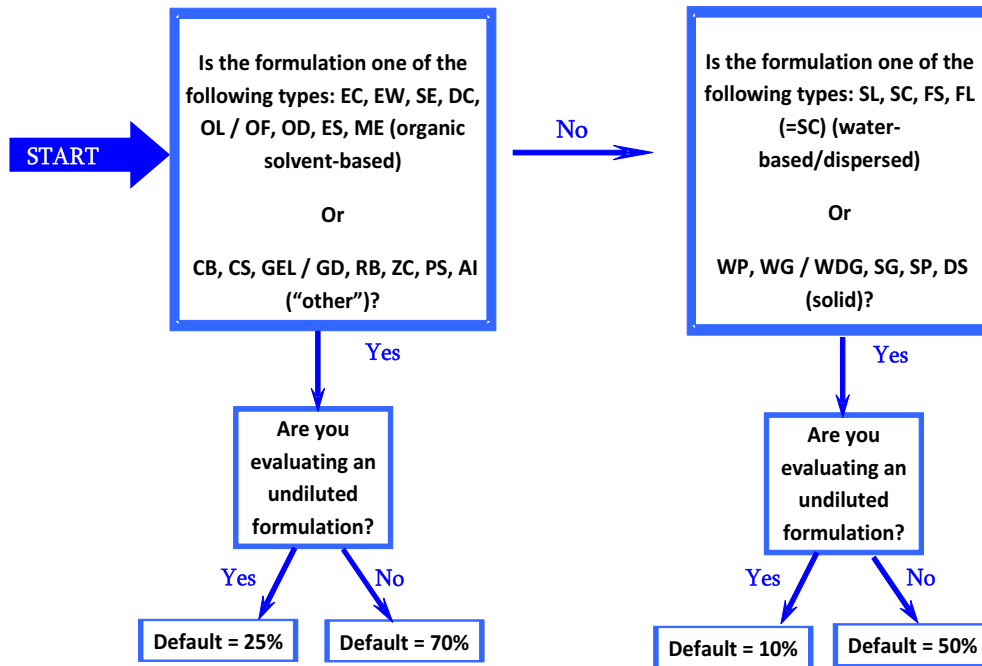 START
Is the formulation one of the
following types: EC, EW, SE, DC,
OL / OF, OD, ES, ME (organic
solvent-based)
Or
CB, CS, GEL / GD, RB, ZC, PS, AI
(“other”)?
No
Is the formulation one of the
following types: SL, SC, FS, FL
(=SC) (water-
based/dispersed)
Or
WP, WG / WDG, SG, SP, DS
(solid)?
Yes
Are you
evaluating an
undiluted
formulation?
Yes
No
Default = 25%
Default = 70%
Yes
Are you
evaluating an
undiluted
formulation?
Yes
No
Default = 10%
Default = 50%